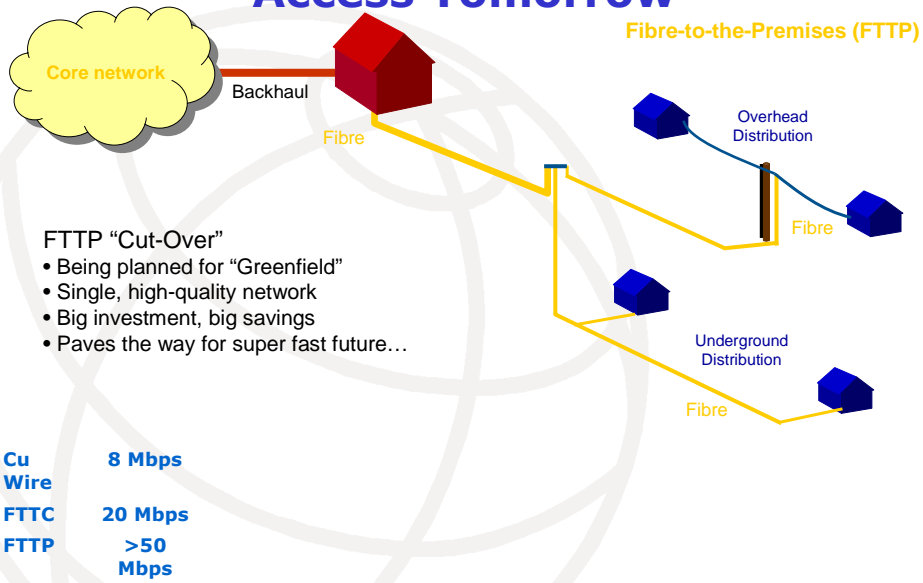 Access Tomorrow
Fibre-to-the-Premises (FTTP)
Core network
Backhaul
Fibre
Overhead
Distribution
Fibre
FTTP “Cut-Over”
• Being planned for “Greenfield”
• Single, high-quality network
• Big investment, big savings
• Paves the way for super fast future…
Underground
Distribution
Fibre
Cu 8 Mbps
Wire
FTTC 20 Mbps
FTTP >50
Mbps